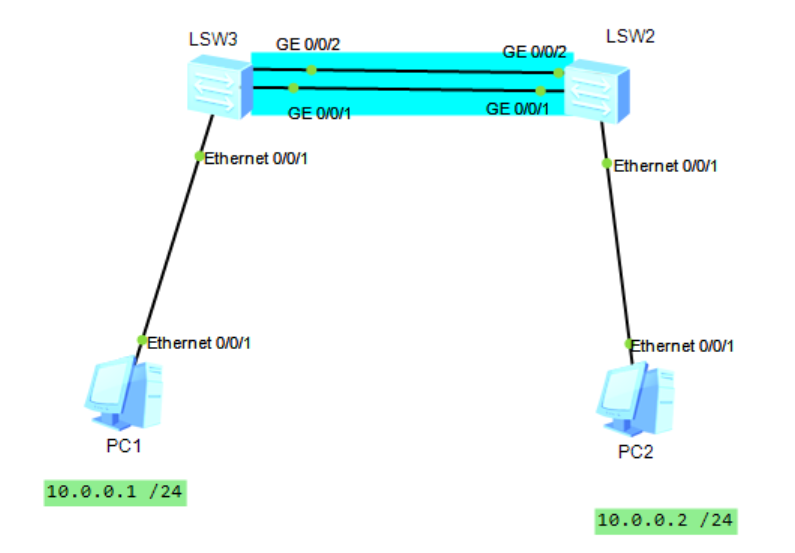 LSW3
GE 0/0/2
GE 0/0/2
LSW2
GE 0/0/1
GE 0/0/1
Ethernet 0/0/1
Ethernet 0/0/1
Ethernet 0/0/1
Ethernet 0/0/1
PC1
PC2
10.0.0.1 /24
10.0.0.2 /24